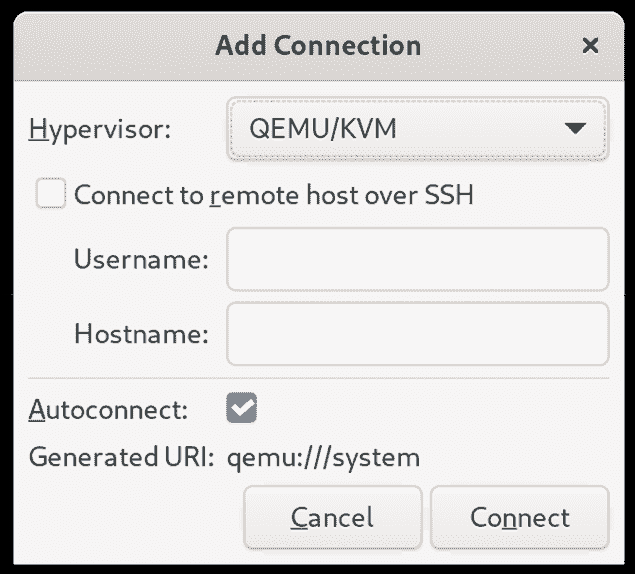 Add Connection
Hypervisor: QEMU/KVM
Connect to remote host over SSH
Username:
Hostname:
Autoconnect:
Generated URI: qemu:///system
Cancel Connect